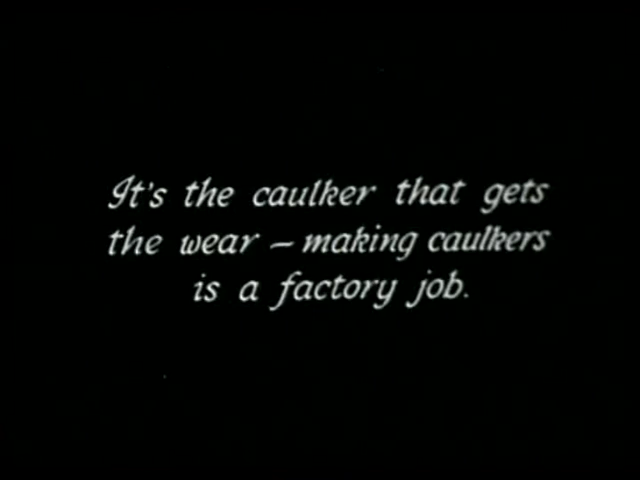 It's the caulker that gets
the wear – making caulkers
is a factory job.